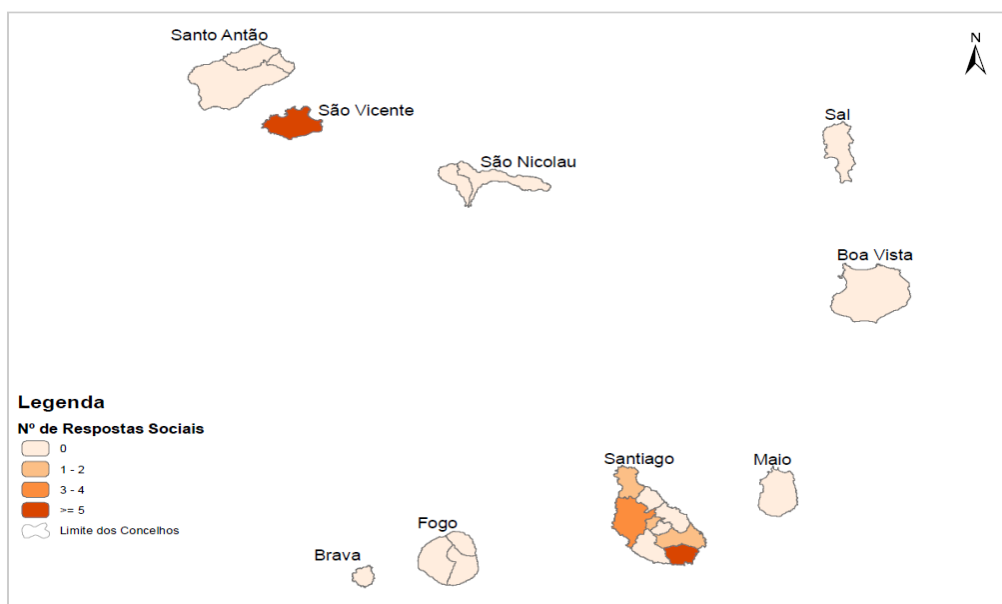 Santo Antão
N
São Vicente
Sal
São Nicolau
Boa Vista
Legenda
Nº de Respostas Sociais
0
1 - 2
3 - 4
>= 5
Limite dos Concelhos
Santiago
Maio
Fogo
Brava